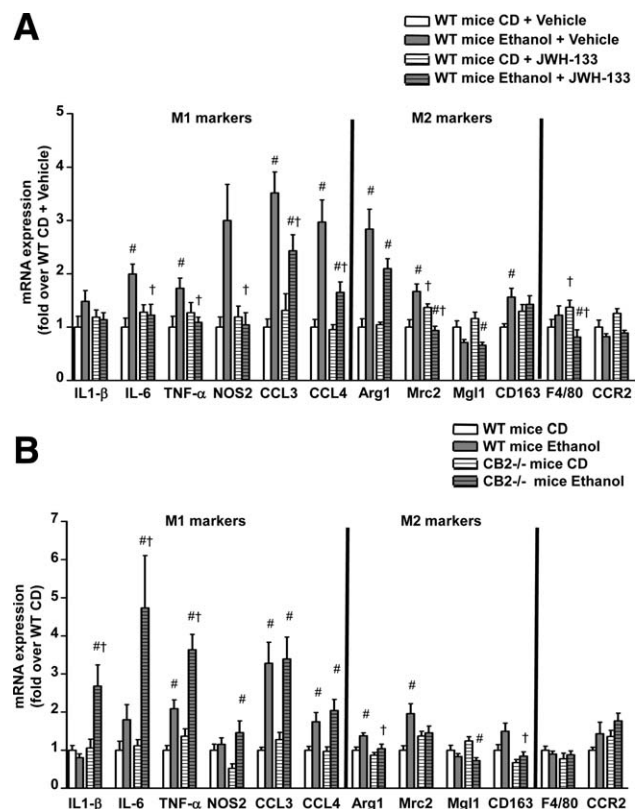 A
WT mice CD + Vehicle
WT mice Ethanol + Vehicle
WT mice CD + JWH-133
WT mice Ethanol + JWH-133
mRNA expression
(fold over WT CD + Vehicle)
5
4
3
2
1
0
M1 markers
M2 markers
# # # # #† # #† # # # #† # #
† † † † † #†
IL1-β IL-6 TNF-α NOS2 CCL3 CCL4 Arg1 Mrc2 Mgl1 CD163 F4/80 CCR2
B
WT mice CD
WT mice Ethanol
CB2-/- mice CD
CB2-/- mice Ethanol
mRNA expression
(fold over WT CD)
7
6
5
4
3
2
1
0
M1 markers
M2 markers
#† #† # #† # # # # # # † # # †
IL1-β IL-6 TNF-α NOS2 CCL3 CCL4 Arg1 Mrc2 Mgl1 CD163 F4/80 CCR2